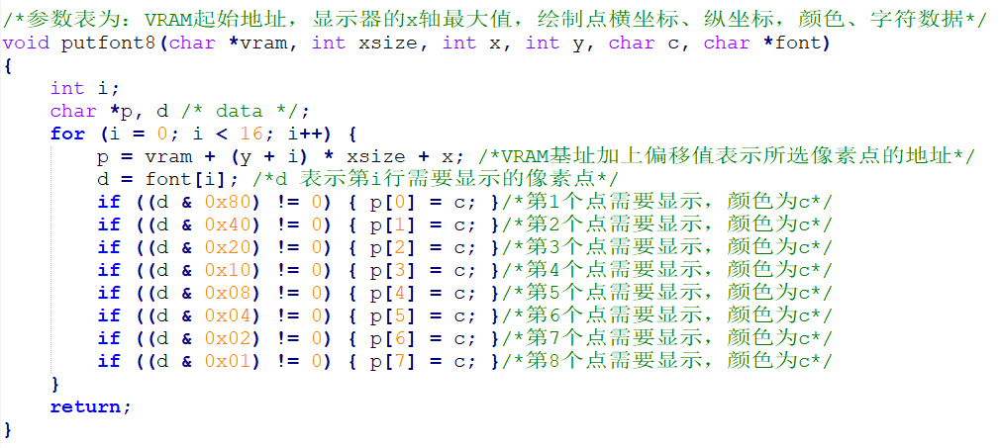 /*参数表为：VRAM起始地址，显示器的x轴最大值，绘制点横坐标、纵坐标，颜色、字符数据*/
void putfont8(char *vram, int xsize, int x, int y, char c, char *font)
{
    int i;
    char *p, d /* data */;
    for (i = 0; i < 16; i++) {
        p = vram + (y + i) * xsize + x; /*VRAM基址加上偏移值表示所选像素点的地址*/
        d = font[i]; /*d 表示第i行需要显示的像素点*/
        if ((d & 0x80) != 0) { p[0] = c; }/*第1个点需要显示，颜色为c*/
        if ((d & 0x40) != 0) { p[1] = c; }/*第2个点需要显示，颜色为c*/
        if ((d & 0x20) != 0) { p[2] = c; }/*第3个点需要显示，颜色为c*/
        if ((d & 0x10) != 0) { p[3] = c; }/*第4个点需要显示，颜色为c*/
        if ((d & 0x08) != 0) { p[4] = c; }/*第5个点需要显示，颜色为c*/
        if ((d & 0x04) != 0) { p[5] = c; }/*第6个点需要显示，颜色为c*/
        if ((d & 0x02) != 0) { p[6] = c; }/*第7个点需要显示，颜色为c*/
        if ((d & 0x01) != 0) { p[7] = c; }/*第8个点需要显示，颜色为c*/
    }
    return;
}